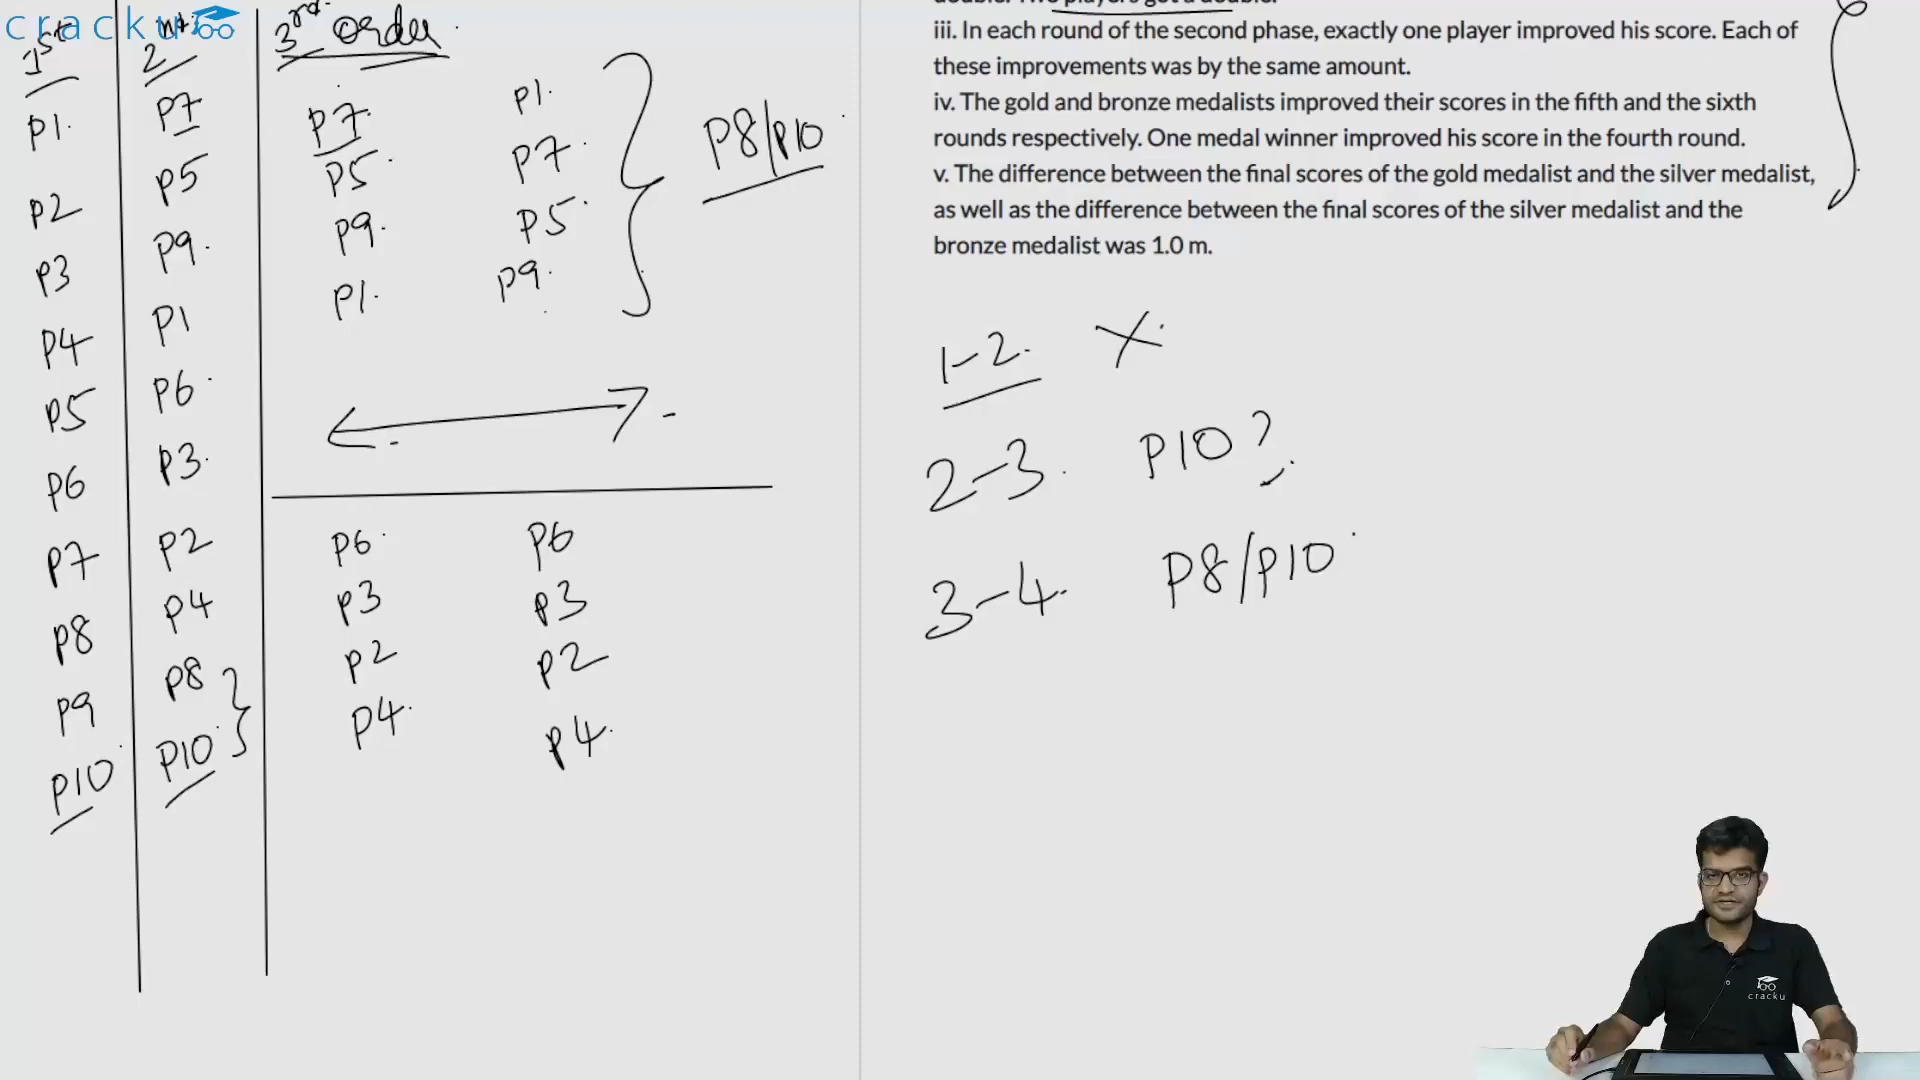 cracku
1st
P1.
P2
P3
P4
P5
P6
P7
P8
P9
P10
2nd
P7
P5
P9.
P1
P6
P3.
P2
P4
P8
P10
3rd order.
P7. P1.
P5 P7
P9. P5
P1. P9.
P8/P10
P6 P6
P3 P3
P2 P2
P4. P4.
iii. In each round of the second phase, exactly one player improved his score. Each of
these improvements was by the same amount.
iv. The gold and bronze medalists improved their scores in the fifth and the sixth
rounds respectively. One medal winner improved his score in the fourth round.
v. The difference between the final scores of the gold medalist and the silver medalist,
as well as the difference between the final scores of the silver medalist and the
bronze medalist was 1.0 m.
1-2. X
2-3. P10?
3-4. P8/P10
cracku